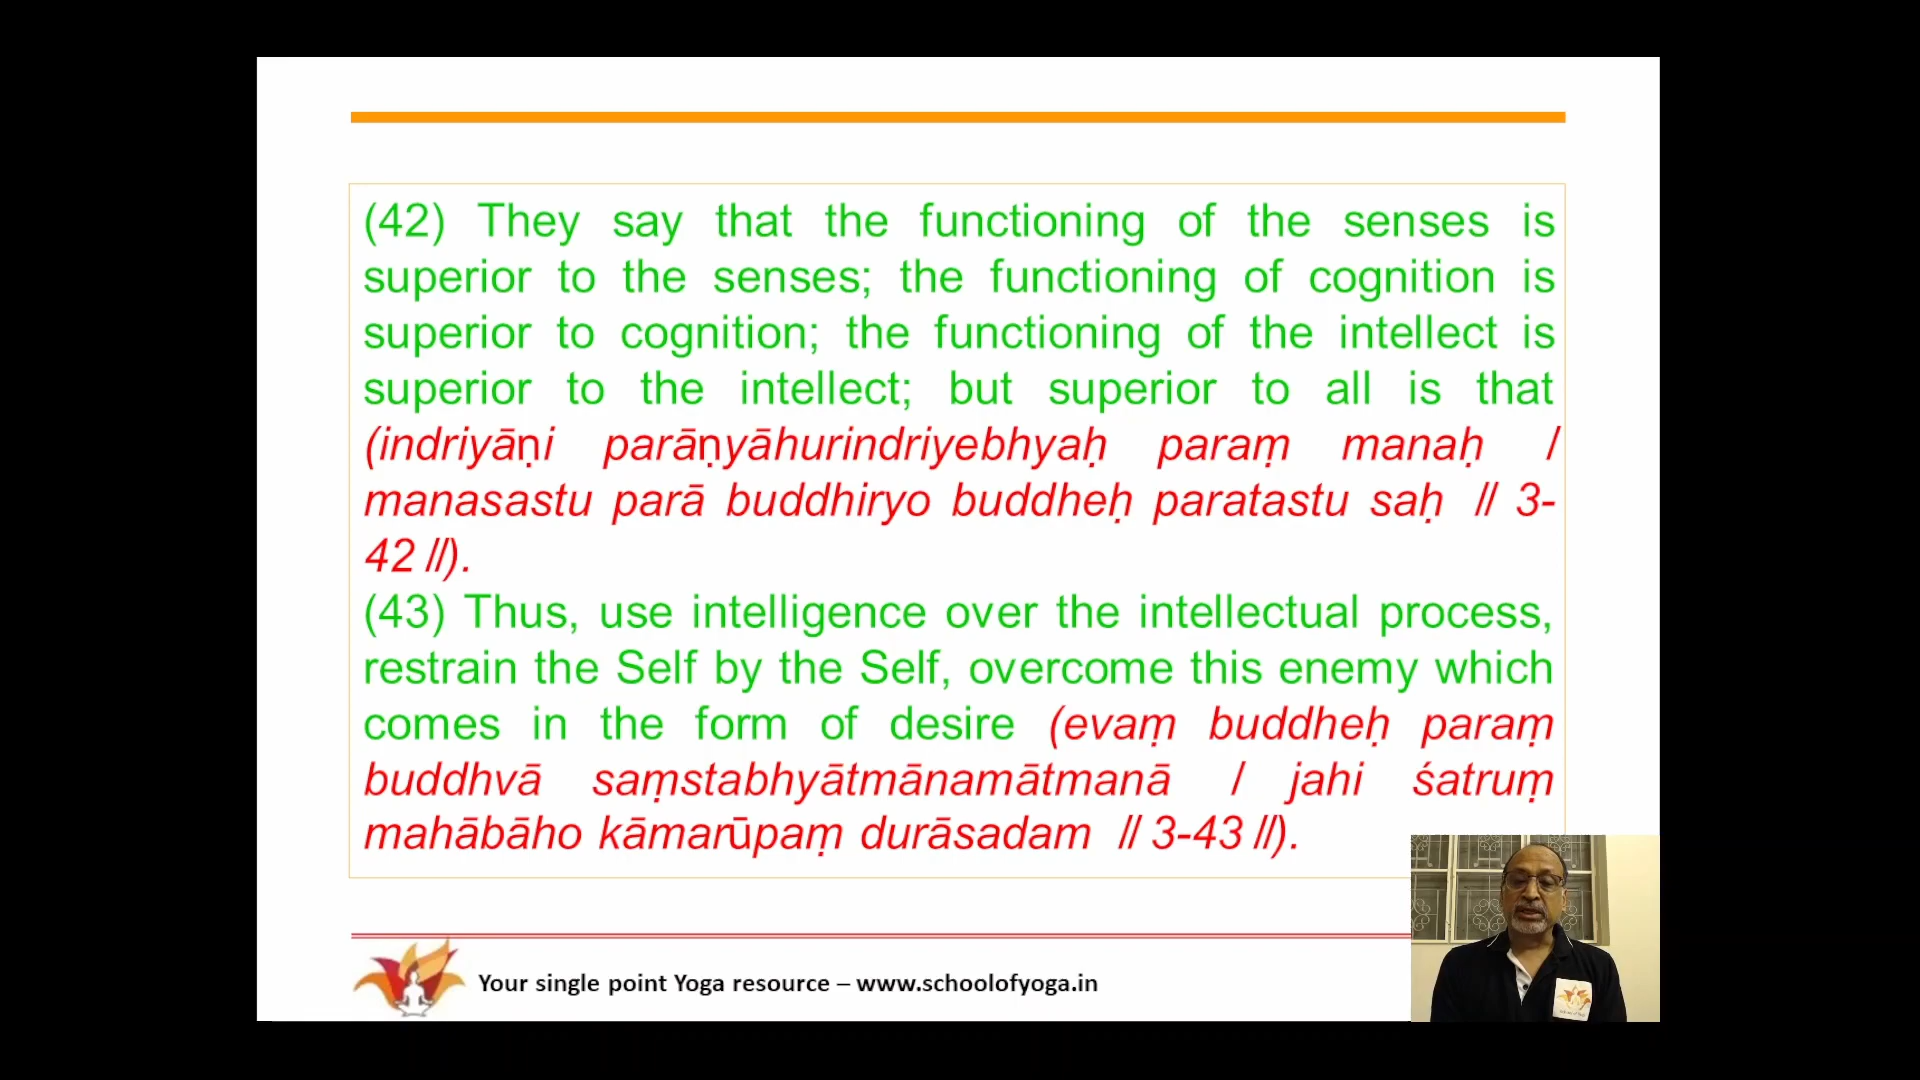 (42) They say that the functioning of the senses is
superior to the senses; the functioning of cognition is
superior to cognition; the functioning of the intellect is
superior to the intellect; but superior to all is that
(indriyāṇi parāṇyāhurindriyebhyaḥ paraṃ manaḥ /
manasastu parā buddhiryo buddheḥ paratastu saḥ // 3-
42 //).
(43) Thus, use intelligence over the intellectual process,
restrain the Self by the Self, overcome this enemy which
comes in the form of desire (evaṃ buddheḥ paraṃ
buddhvā saṃstabhyātmānamātmanā / jahi śatruṃ
mahābāho kāmarūpaṃ durāsadam // 3-43 //).
Your single point Yoga resource – www.schoolofyoga.in